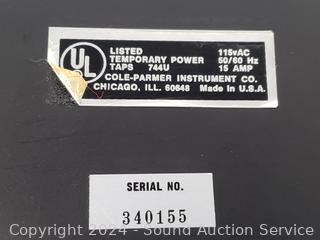 UL
LISTED 115vAC
TEMPORARY POWER 50/60 Hz
TAPS 744U 15 AMP
COLE-PARMER INSTRUMENT CO.
CHICAGO, ILL. 60648 Made in U.S.A.
SERIAL NO.
340155
Copyright © 2024 - Sound Auction Service